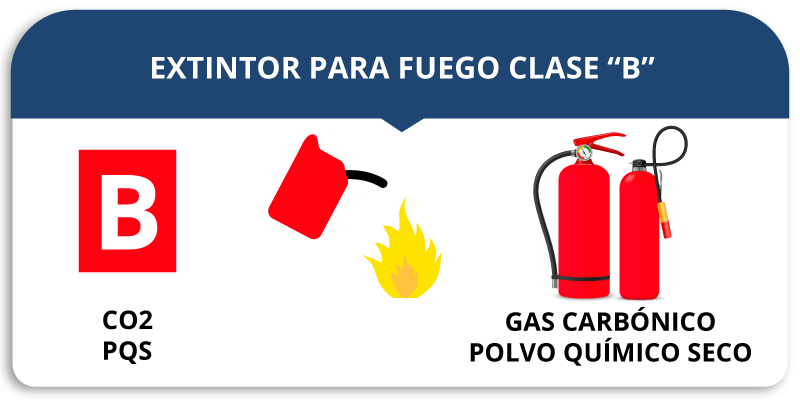 EXTINTOR PARA FUEGO CLASE “B”
B
CO2
PQS
GAS CARBÓNICO
POLVO QUÍMICO SECO